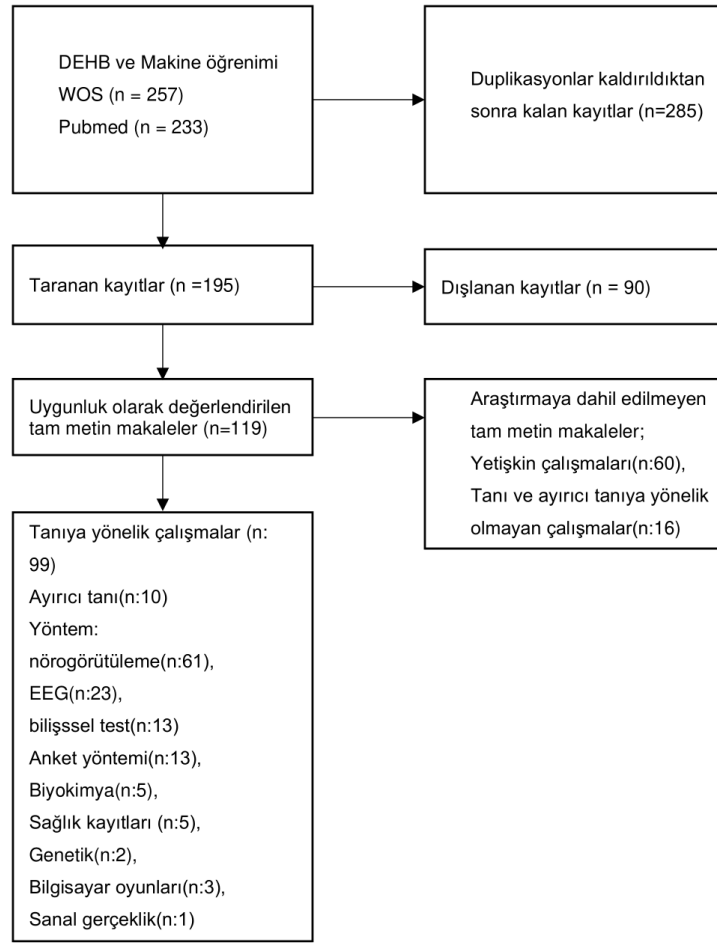 DEHB ve Makine öğrenimi
WOS (n = 257)
Pubmed (n = 233)
Duplikasyonlar kaldırıldıktan
sonra kalan kayıtlar (n=285)
Taranan kayıtlar (n =195)
Dışlanan kayıtlar (n = 90)
Uygunluk olarak değerlendirilen
tam metin makaleler (n=119)
Araştırmaya dahil edilmeyen
tam metin makaleler;
Yetişkin çalışmaları(n:60),
Tanı ve ayırıcı tanıya yönelik
olmayan çalışmalar(n:16)
Tanıya yönelik çalışmalar (n:
99)
Ayırıcı tanı(n:10)
Yöntem:
nörogörütüleme(n:61),
EEG(n:23),
bilişssel test(n:13)
Anket yöntemi(n:13),
Biyokimya(n:5),
Sağlık kayıtları (n:5),
Genetik(n:2),
Bilgisayar oyunları(n:3),
Sanal gerçeklik(n:1)